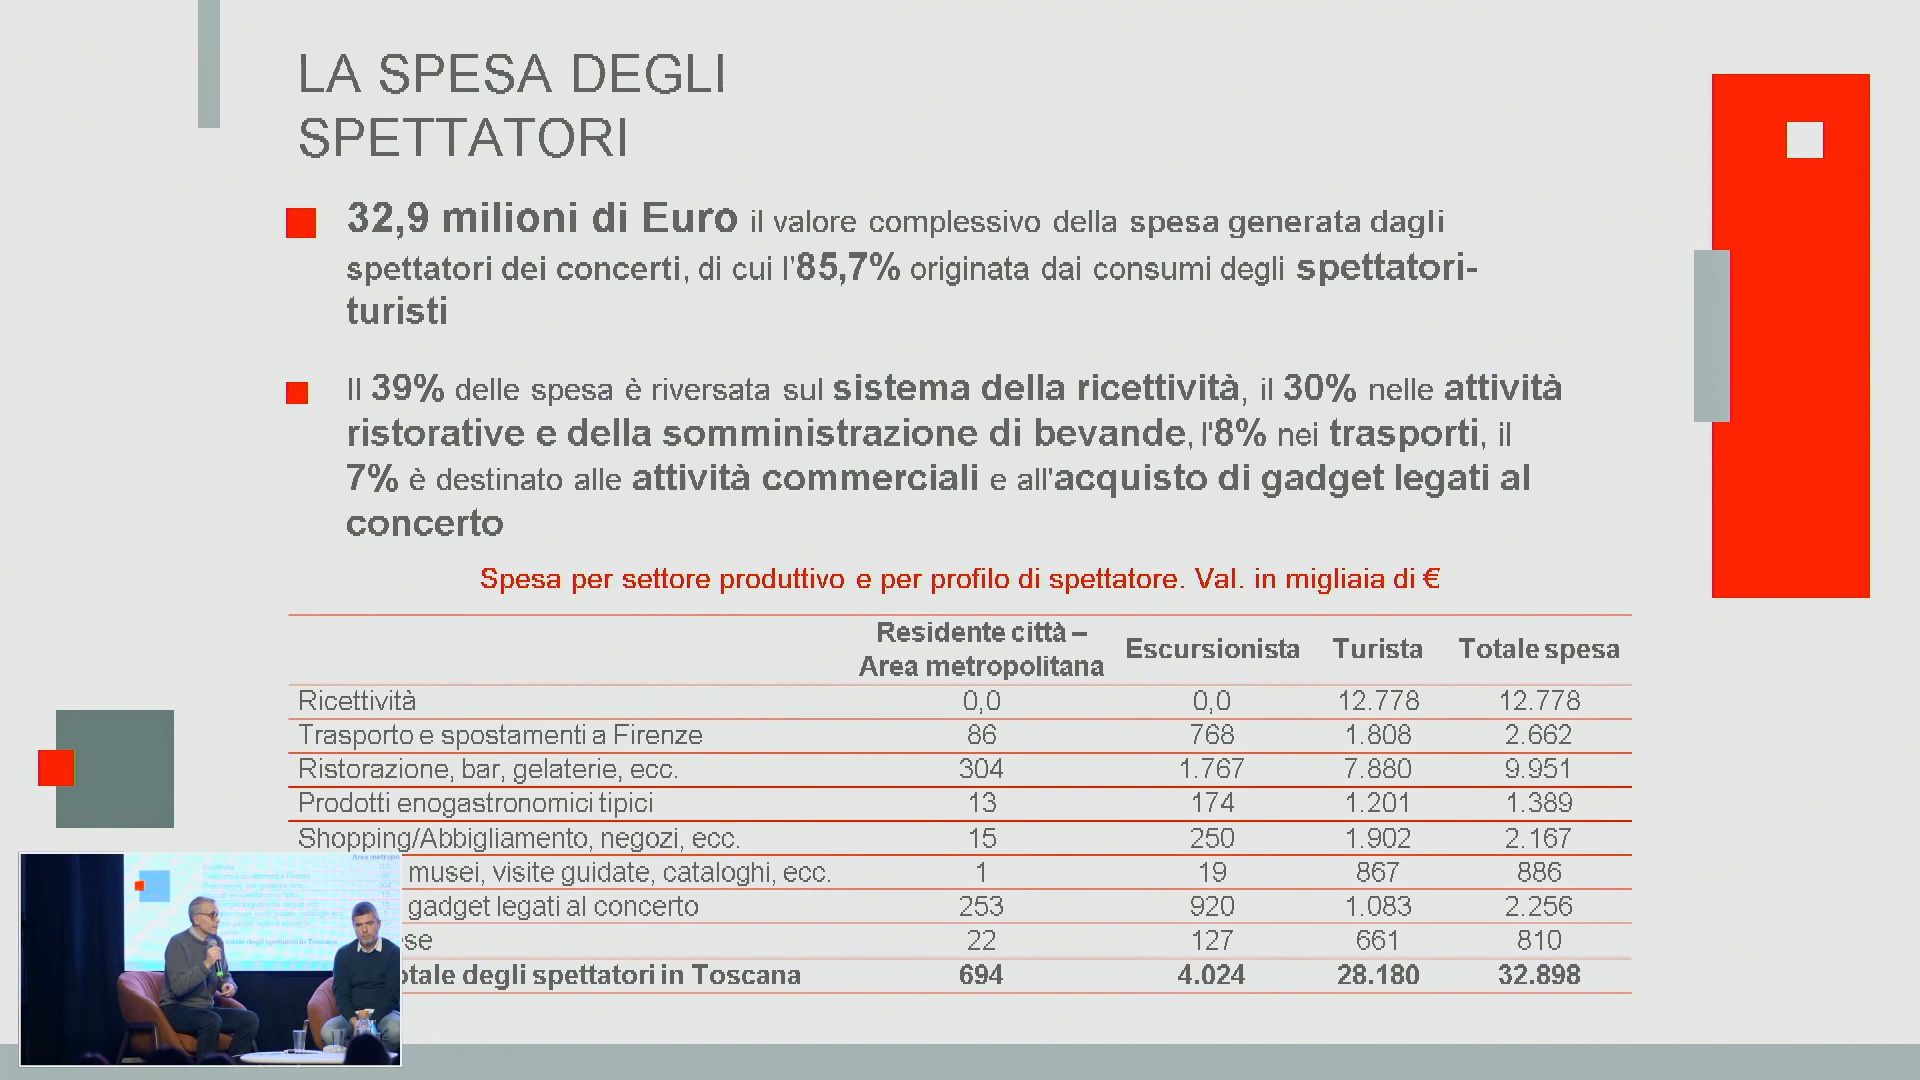 LA SPESA DEGLI
SPETTATORI
32,9 milioni di Euro il valore complessivo della spesa generata dagli
spettatori dei concerti, di cui l'85,7% originata dai consumi degli spettatori-
turisti
Il 39% delle spesa è riversata sul sistema della ricettività, il 30% nelle attività
ristorative e della somministrazione di bevande, l'8% nei trasporti, il
7% è destinato alle attività commerciali e all'acquisto di gadget legati al
concerto
Spesa per settore produttivo e per profilo di spettatore. Val. in migliaia di €
Residente città –
Area metropolitana Escursionista Turista Totale spesa
Ricettività 0,0 0,0 12.778 12.778
Trasporto e spostamenti a Firenze 86 768 1.808 2.662
Ristorazione, bar, gelaterie, ecc. 304 1.767 7.880 9.951
Prodotti enogastronomici tipici 13 174 1.201 1.389
Shopping/Abbigliamento, negozi, ecc. 15 250 1.902 2.167
musei, visite guidate, cataloghi, ecc. 1 19 867 886
gadget legati al concerto 253 920 1.083 2.256
se 22 127 661 810
otale degli spettatori in Toscana 694 4.024 28.180 32.898